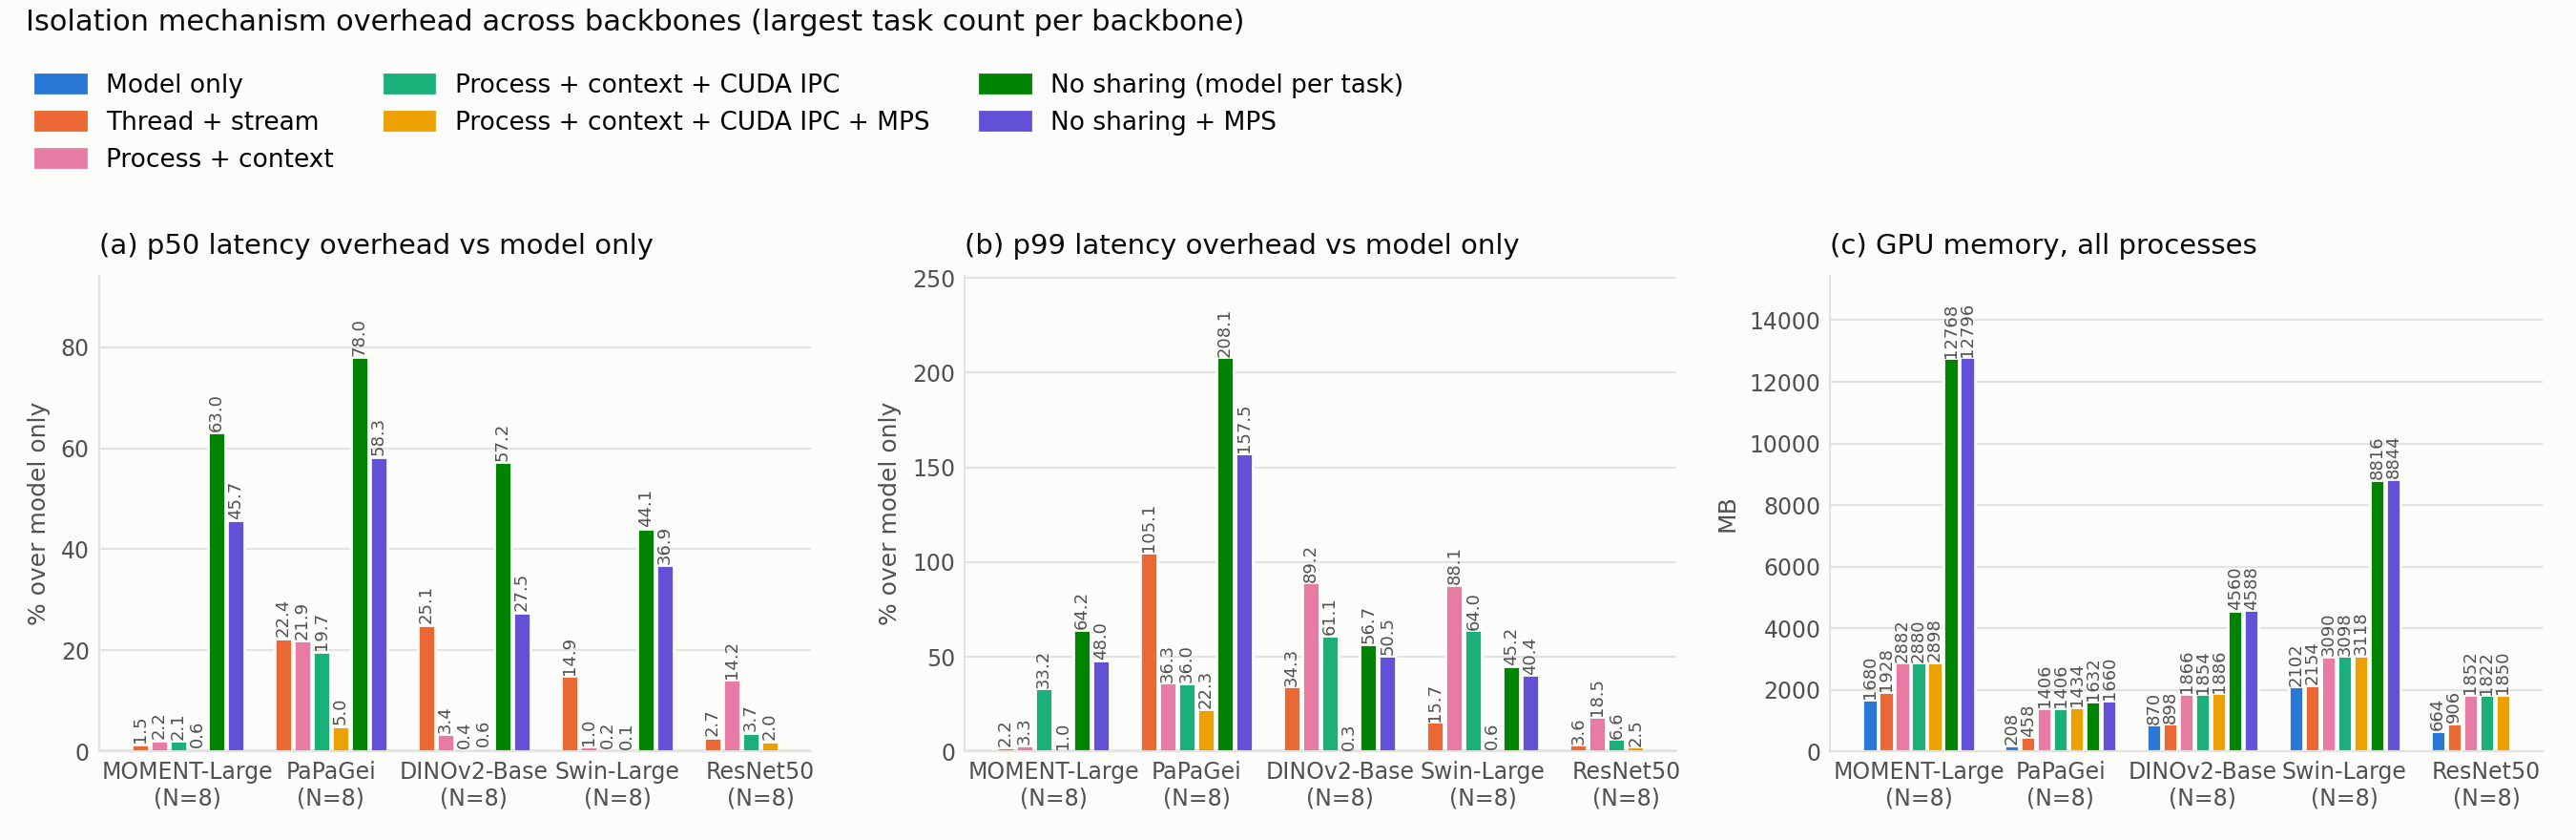 Isolation mechanism overhead across backbones (largest task count per backbone)
Model only
Thread + stream
Process + context
Process + context + CUDA IPC
Process + context + CUDA IPC + MPS
No sharing (model per task)
No sharing + MPS
(a) p50 latency overhead vs model only
% over model only
80
60
40
20
0
1.5 2.2 2.1 0.6 63.0 45.7
22.4 21.9 19.7 5.0 78.0 58.3
25.1 3.4 0.4 0.6 57.2 27.5
14.9 1.0 0.2 0.1 44.1 36.9
2.7 14.2 3.7 2.0
MOMENT-Large PaPaGei DINOv2-Base Swin-Large ResNet50
(N=8) (N=8) (N=8) (N=8) (N=8)
(b) p99 latency overhead vs model only
% over model only
250
200
150
100
50
0
2.2 3.3 33.2 1.0 64.2 48.0
105.1 36.3 36.0 22.3 208.1 157.5
34.3 89.2 61.1 0.3 56.7 50.5
15.7 88.1 64.0 0.6 45.2 40.4
3.6 18.5 6.6 2.5
MOMENT-Large PaPaGei DINOv2-Base Swin-Large ResNet50
(N=8) (N=8) (N=8) (N=8) (N=8)
(c) GPU memory, all processes
MB
14000
12000
10000
8000
6000
4000
2000
0
1680 1928 2882 2880 2898 12768 12796
208 458 1406 1406 1434 1632 1660
870 898 1866 1854 1886 4560 4588
2102 2154 3090 3098 3118 8816 8844
664 906 1852 1822 1850
MOMENT-Large PaPaGei DINOv2-Base Swin-Large ResNet50
(N=8) (N=8) (N=8) (N=8) (N=8)